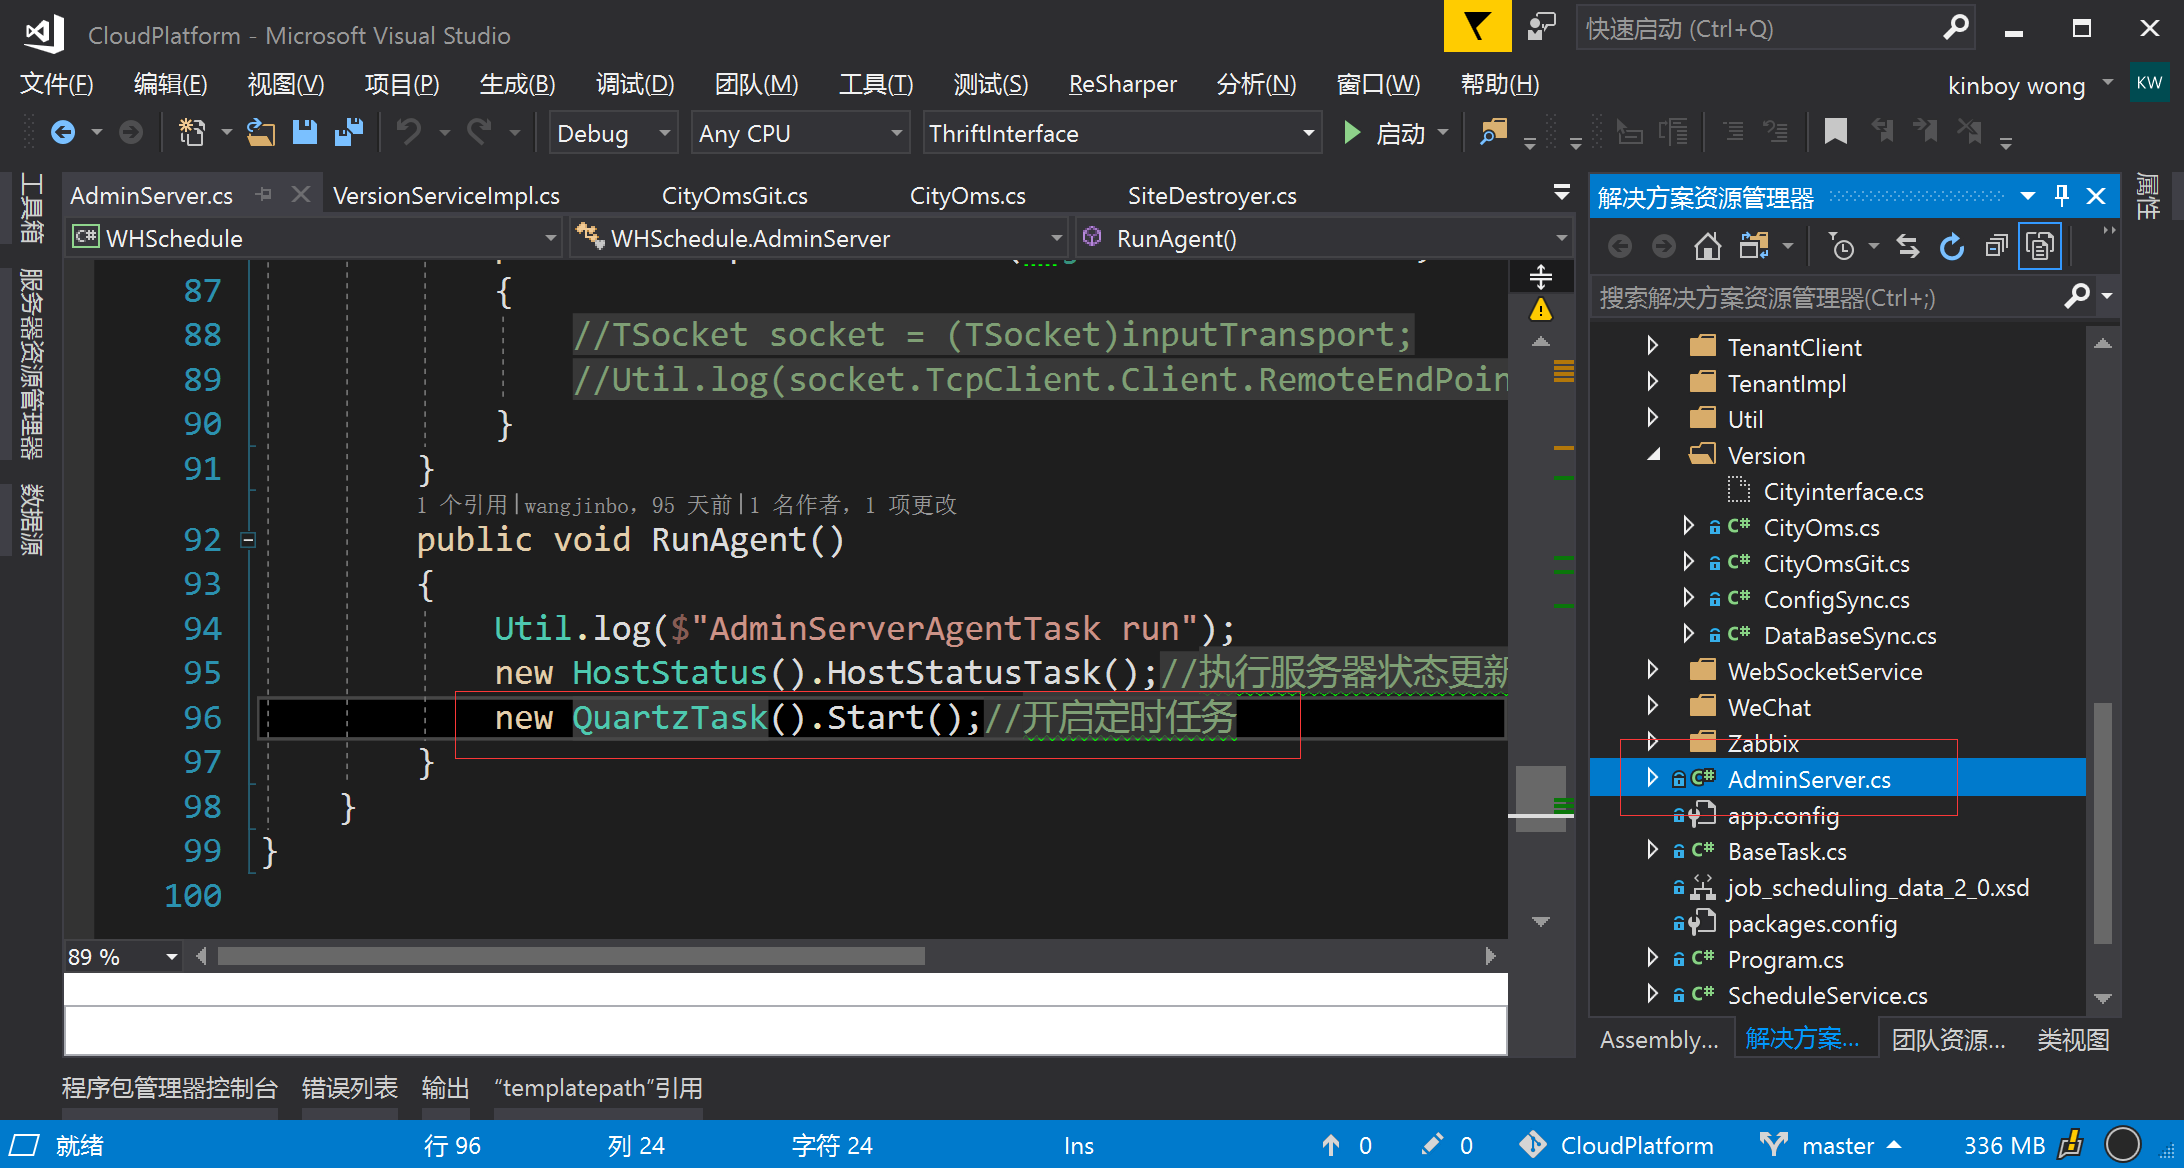 CloudPlatform - Microsoft Visual Studio
快速启动 (Ctrl+Q)
文件(F) 编辑(E) 视图(V) 项目(P) 生成(B) 调试(D) 团队(M) 工具(T) 测试(S) ReSharper 分析(N) 窗口(W) 帮助(H)
kinboy wong KW
Debug Any CPU ThriftInterface 启动
工具箱
服务器资源管理器
数据源
AdminServer.cs VersionServiceImpl.cs CityOmsGit.cs CityOms.cs SiteDestroyer.cs
C# WHSchedule WHSchedule.AdminServer RunAgent()
87 {
88 //TSocket socket = (TSocket)inputTransport;
89 //Util.log(socket.TcpClient.Client.RemoteEndPoin
90 }
91 }
1 个引用|wangjinbo, 95 天前|1 名作者, 1 项更改
92 public void RunAgent()
93 {
94 Util.log($"AdminServerAgentTask run");
95 new HostStatus().HostStatusTask();//执行服务器状态更新
96 new QuartzTask().Start();//开启定时任务
97 }
98 }
99 }
100
89 %
解决方案资源管理器
搜索解决方案资源管理器(Ctrl+;)
TenantClient
TenantImpl
Util
Version
Cityinterface.cs
C# CityOms.cs
C# CityOmsGit.cs
C# ConfigSync.cs
C# DataBaseSync.cs
WebSocketService
WeChat
Zabbix
C# AdminServer.cs
app.config
C# BaseTask.cs
job_scheduling_data_2_0.xsd
packages.config
C# Program.cs
C# ScheduleService.cs
Assembly... 解决方案... 团队资源... 类视图
属性
程序包管理器控制台 错误列表 输出 “templatepath”引用
就绪 行 96 列 24 字符 24 Ins 0 0 CloudPlatform master 336 MB